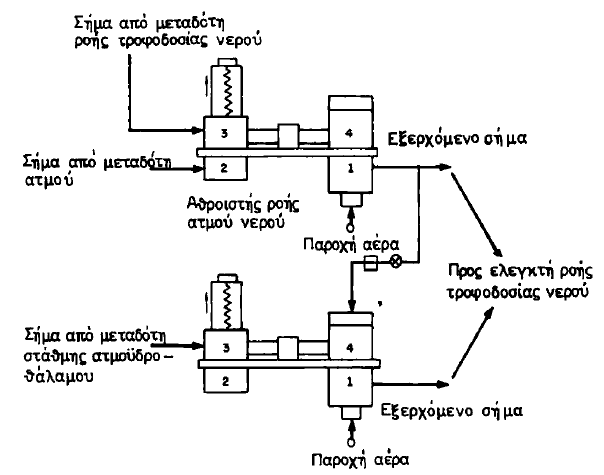 Σήμα από μεταδότη
ροής τροφοδοσίας νερού
3
4
Εξερχόμενο σήμα
Σήμα από μεταδότη
ατμού
2
1
Αθροιστής ροής
ατμού νερού
Παροχή αέρα
Προς ελεγκτή ροής
τροφοδοσίας νερού
Σήμα από μεταδότη
στάθμης ατμοϋδρο-
θάλαμου
3
4
2
1
Εξερχόμενο σήμα
Παροχή αέρα